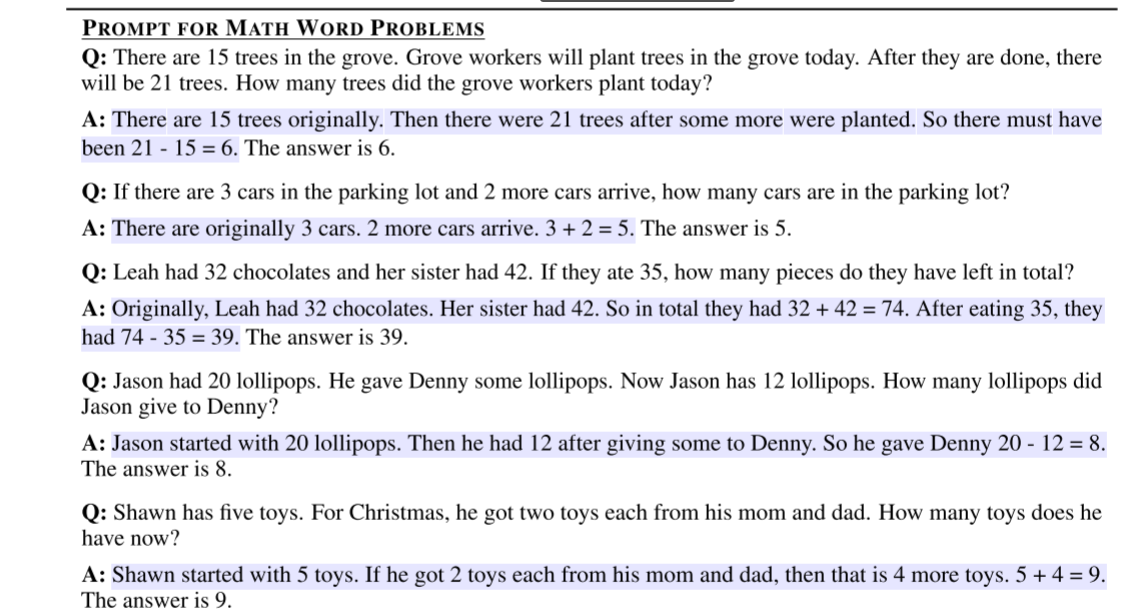 PROMPT FOR MATH WORD PROBLEMS
Q: There are 15 trees in the grove. Grove workers will plant trees in the grove today. After they are done, there
will be 21 trees. How many trees did the grove workers plant today?
A: There are 15 trees originally. Then there were 21 trees after some more were planted. So there must have
been 21 - 15 = 6. The answer is 6.
Q: If there are 3 cars in the parking lot and 2 more cars arrive, how many cars are in the parking lot?
A: There are originally 3 cars. 2 more cars arrive. 3 + 2 = 5. The answer is 5.
Q: Leah had 32 chocolates and her sister had 42. If they ate 35, how many pieces do they have left in total?
A: Originally, Leah had 32 chocolates. Her sister had 42. So in total they had 32 + 42 = 74. After eating 35, they
had 74 - 35 = 39. The answer is 39.
Q: Jason had 20 lollipops. He gave Denny some lollipops. Now Jason has 12 lollipops. How many lollipops did
Jason give to Denny?
A: Jason started with 20 lollipops. Then he had 12 after giving some to Denny. So he gave Denny 20 - 12 = 8.
The answer is 8.
Q: Shawn has five toys. For Christmas, he got two toys each from his mom and dad. How many toys does he
have now?
A: Shawn started with 5 toys. If he got 2 toys each from his mom and dad, then that is 4 more toys. 5 + 4 = 9.
The answer is 9.